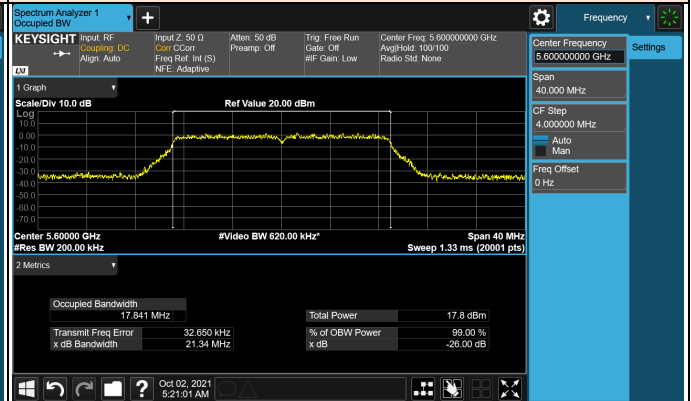 Spectrum Analyzer 1
Occupied BW
+
Frequency
KEYSIGHT Input: RF
Coupling: DC
Align: Auto
Input Z: 50 Ω
Corr CCorr
Freq Ref: Int (S)
NFE: Adaptive
Atten: 50 dB
Preamp: Off
Trig: Free Run
Gate: Off
#IF Gain: Low
Center Freq: 5.600000000 GHz
Avg|Hold: 100/100
Radio Std: None
LXI
Center Frequency
5.600000000 GHz
Settings
Span
40.000 MHz
CF Step
4.000000 MHz
Auto
Man
Freq Offset
0 Hz
1 Graph
Scale/Div 10.0 dB
Ref Value 20.00 dBm
Log
10.0
0.00
-10.0
-20.0
-30.0
-40.0
-50.0
-60.0
-70.0
Center 5.60000 GHz
#Video BW 620.00 kHz*
Span 40 MHz
#Res BW 200.00 kHz
Sweep 1.33 ms (20001 pts)
2 Metrics
Occupied Bandwidth
17.841 MHz
Total Power 17.8 dBm
Transmit Freq Error 32.650 kHz
% of OBW Power 99.00 %
x dB Bandwidth 21.34 MHz
x dB -26.00 dB
?
Oct 02, 2021
5:21:01 AM